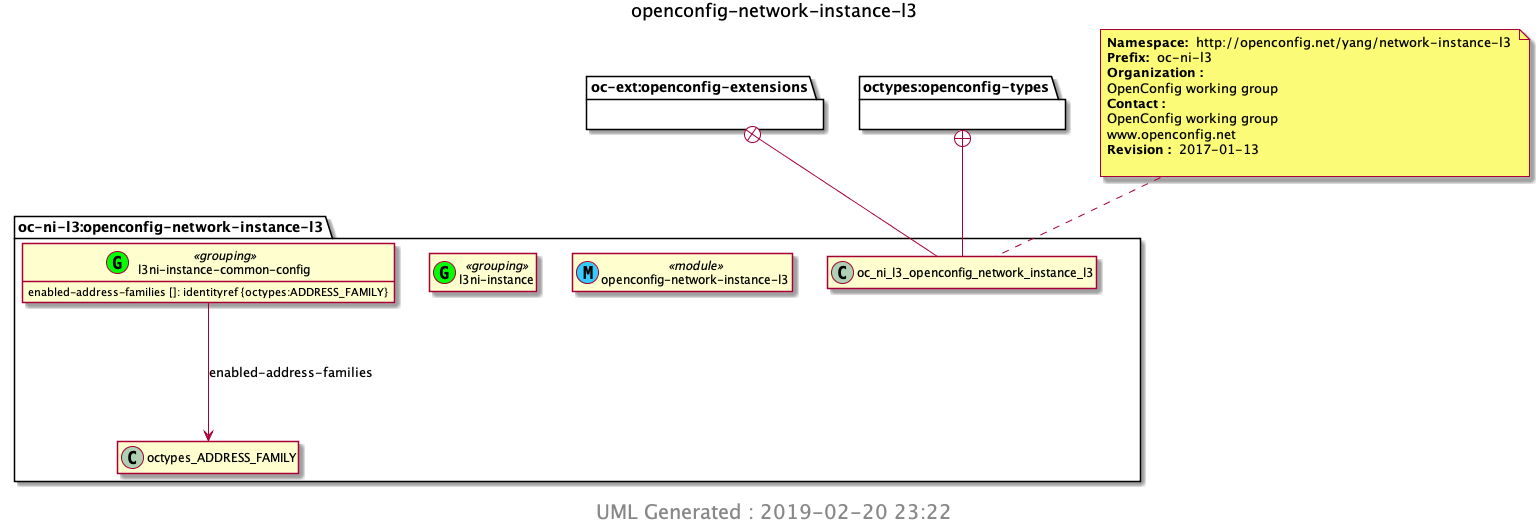 openconfig-network-instance-l3
Namespace: http://openconfig.net/yang/network-instance-l3
Prefix: oc-ni-l3
Organization :
OpenConfig working group
Contact :
OpenConfig working group
www.openconfig.net
Revision : 2017-01-13
oc-ext:openconfig-extensions
octypes:openconfig-types
oc-ni-l3:openconfig-network-instance-l3
G
«grouping»
l3ni-instance-common-config
enabled-address-families []: identityref {octypes:ADDRESS_FAMILY}
G
«grouping»
l3ni-instance
M
«module»
openconfig-network-instance-l3
C
oc_ni_l3_openconfig_network_instance_l3
enabled-address-families
C
octypes_ADDRESS_FAMILY
UML Generated : 2019-02-20 23:22